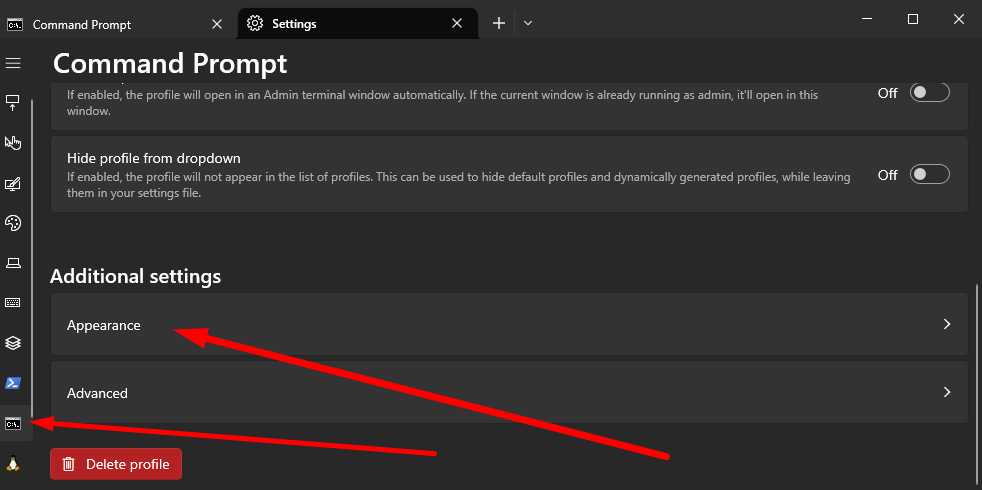 Command Prompt
Settings
Command Prompt
If enabled, the profile will open in an Admin terminal window automatically. If the current window is already running as admin, it'll open in this
window.
Off
Hide profile from dropdown
If enabled, the profile will not appear in the list of profiles. This can be used to hide default profiles and dynamically generated profiles, while leaving
them in your settings file.
Off
Additional settings
Appearance
Advanced
Delete profile